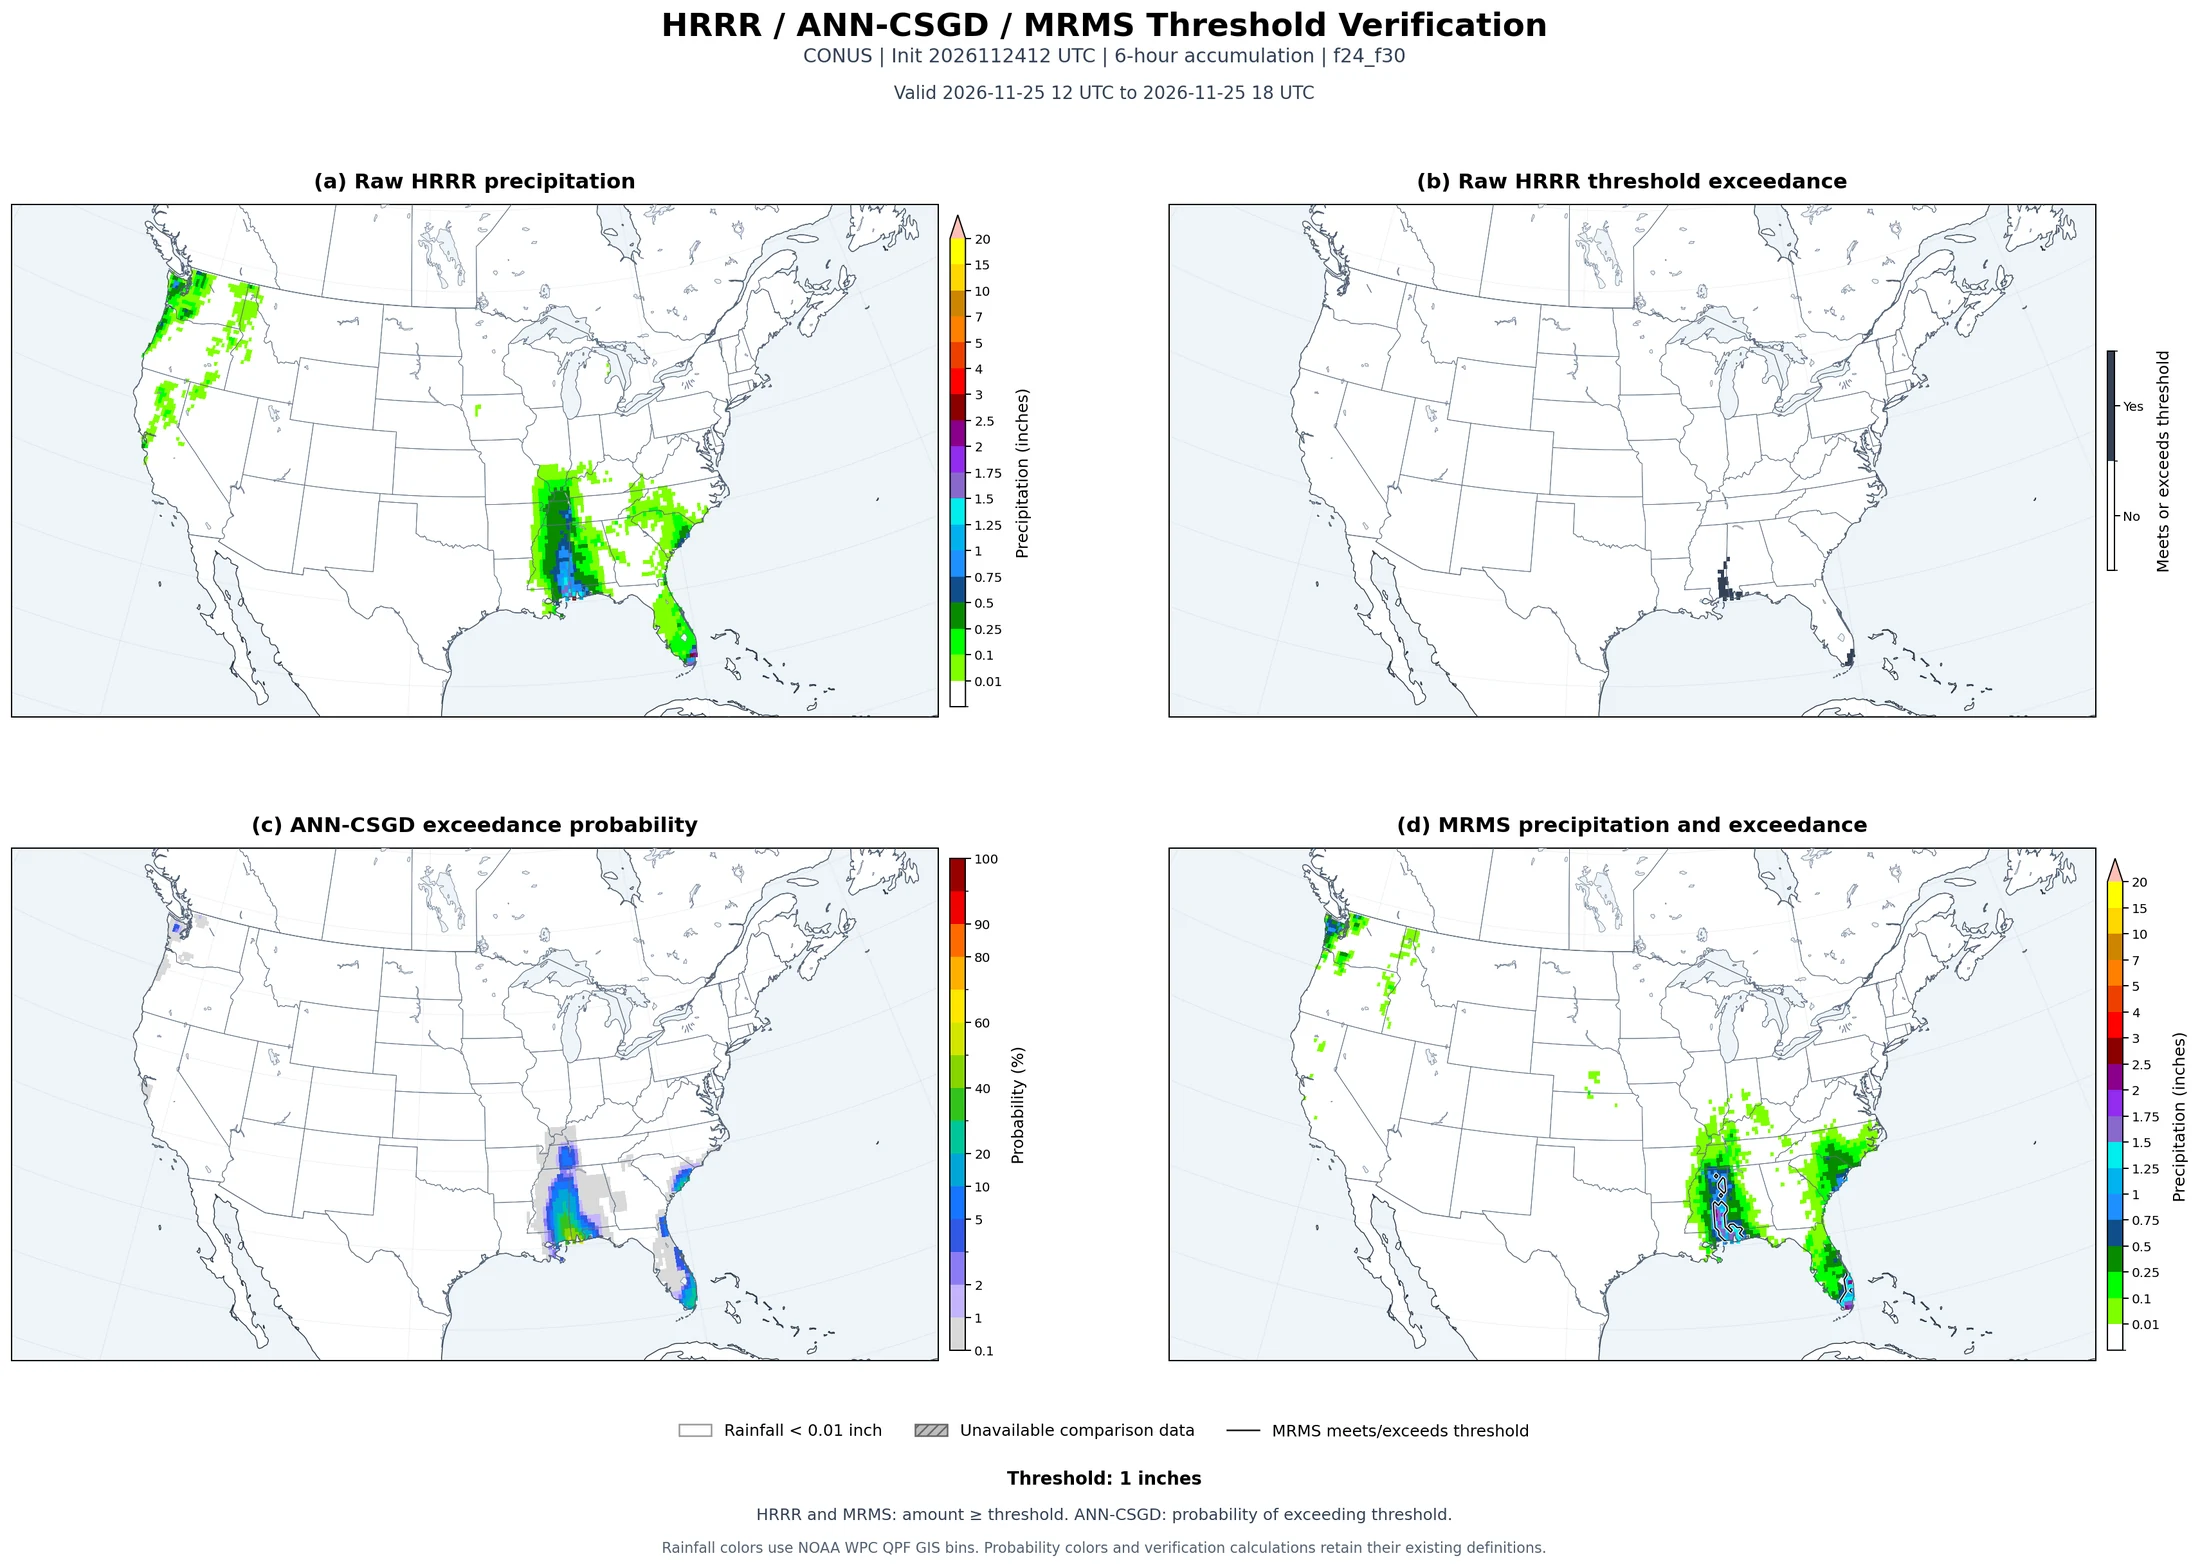 HRRR / ANN-CSGD / MRMS Threshold Verification
CONUS | Init 2026112412 UTC | 6-hour accumulation | f24_f30
Valid 2026-11-25 12 UTC to 2026-11-25 18 UTC
(a) Raw HRRR precipitation
20
15
10
7
5
4
3
2.5
2
1.75
1.5
1.25
1
0.75
0.5
0.25
0.1
0.01
Precipitation (inches)
(b) Raw HRRR threshold exceedance
Yes
No
Meets or exceeds threshold
(c) ANN-CSGD exceedance probability
100
90
80
60
40
20
10
5
2
1
0.1
Probability (%)
(d) MRMS precipitation and exceedance
20
15
10
7
5
4
3
2.5
2
1.75
1.5
1.25
1
0.75
0.5
0.25
0.1
0.01
Precipitation (inches)
Rainfall < 0.01 inch
Unavailable comparison data
MRMS meets/exceeds threshold
Threshold: 1 inches
HRRR and MRMS: amount ≥ threshold. ANN-CSGD: probability of exceeding threshold.
Rainfall colors use NOAA WPC QPF GIS bins. Probability colors and verification calculations retain their existing definitions.